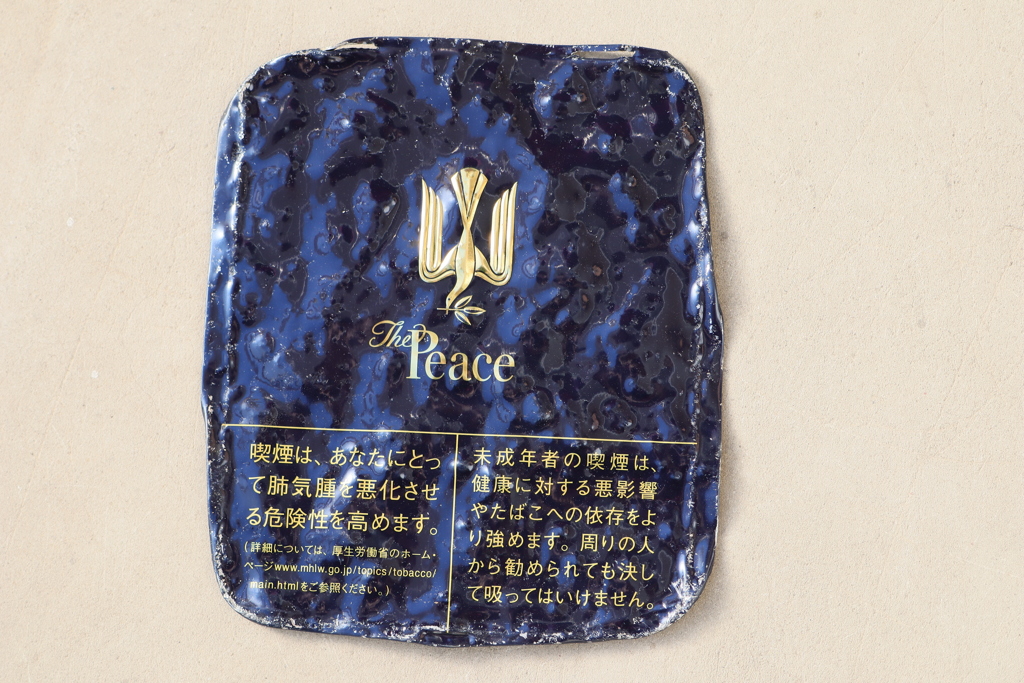 The
Peace
喫煙は、あなたにとっ
て肺気腫を悪化させ
る危険性を高めます。
(詳細については、厚生労働省のホーム・
ページwww.mhlw.go.jp/topics/tobacco/
main.htmlをご参照ください。)
未成年者の喫煙は、
健康に対する悪影響
やたばこへの依存をよ
り強めます。周りの人
から勧められても決し
て吸ってはいけません。